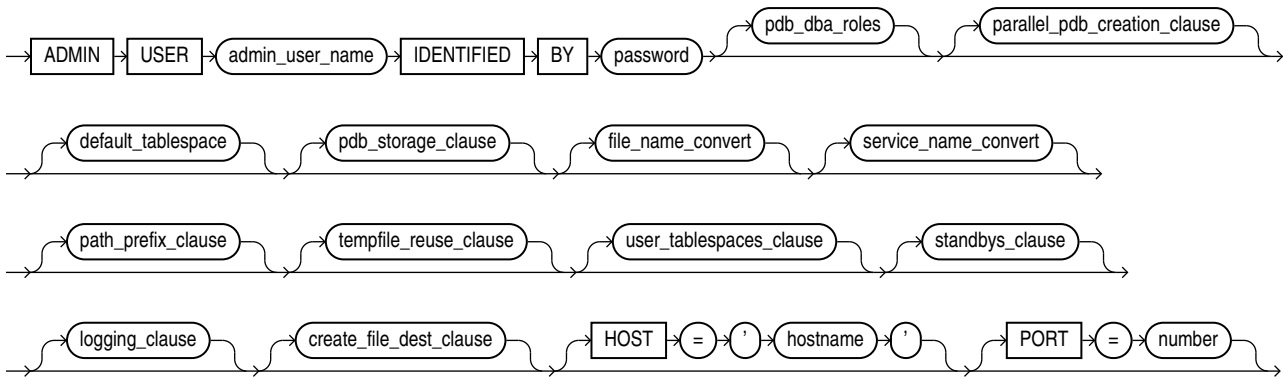 pdb_dba_roles parallel_pdb_creation_clause
ADMIN USER admin_user_name IDENTIFIED BY password
default_tablespace pdb_storage_clause file_name_convert service_name_convert
path_prefix_clause tempfile_reuse_clause user_tablespaces_clause standbys_clause
logging_clause create_file_dest_clause HOST = ’ hostname ’ PORT = number